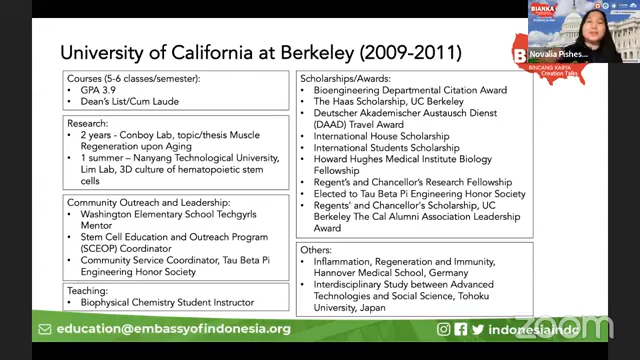 BIANKA
Novalia Pishes...
B
BINCANG KARYA
Creation Talks
University of California at Berkeley (2009-2011)
Courses (5-6 classes/semester):
• GPA 3.9
• Dean's List/Cum Laude
Research:
• 2 years - Conboy Lab, topic/thesis Muscle
Regeneration upon Aging
• 1 summer – Nanyang Technological University,
Lim Lab, 3D culture of hematopoietic stem
cells
Community Outreach and Leadership:
• Washington Elementary School Techgyrls
Mentor
• Stem Cell Education and Outreach Program
(SCEOP) Coordinator
• Community Service Coordinator, Tau Beta Pi
Engineering Honor Society
Teaching:
• Biophysical Chemistry Student Instructor
Scholarships/Awards:
• Bioengineering Departmental Citation Award
• The Haas Scholarship, UC Berkeley
• Deutscher Akademischer Austausch Dienst
(DAAD) Travel Award
• International House Scholarship
• International Students Scholarship
• Howard Hughes Medical Institute Biology
Fellowship
• Regent's and Chancellor's Research Fellowship
• Elected to Tau Beta Pi Engineering Honor Society
• Regents' and Chancellor's Scholarship, UC
Berkeley The Cal Alumni Association Leadership
Award
Others:
• Inflammation, Regeneration and Immunity,
Hannover Medical School, Germany
• Interdisciplinary Study between Advanced
Technologies and Social Science, Tohoku
University, Japan
education@embassyofindonesia.org
indonesiaindc
zoom